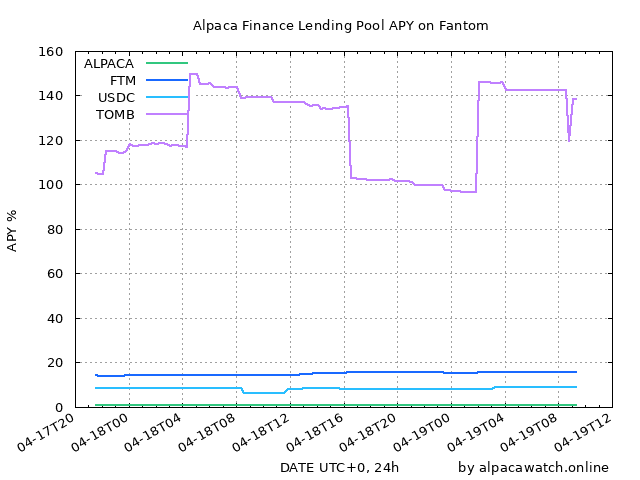 Alpaca Finance Lending Pool APY on Fantom
160
140
120
100
80
60
40
20
0
APY %
ALPACA
FTM
USDC
TOMB
04-17T20
04-18T00
04-18T04
04-18T08
04-18T12
04-18T16
04-18T20
04-19T00
04-19T04
04-19T08
04-19T12
DATE UTC+0, 24h
by alpacawatch.online